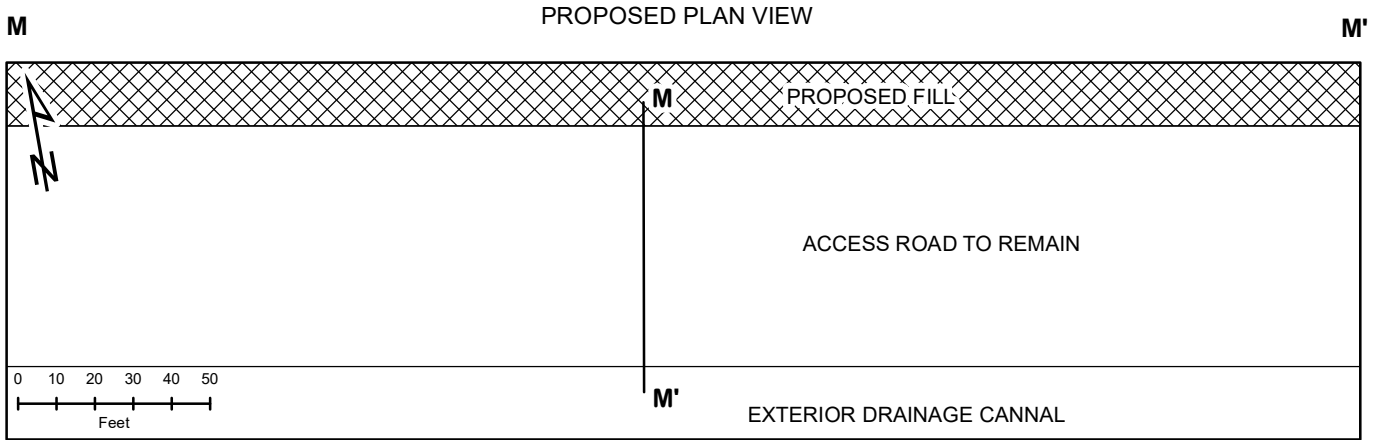 PROPOSED PLAN VIEW
M M'
M PROPOSED FILL
N
ACCESS ROAD TO REMAIN
0 10 20 30 40 50
Feet
M'
EXTERIOR DRAINAGE CANNAL